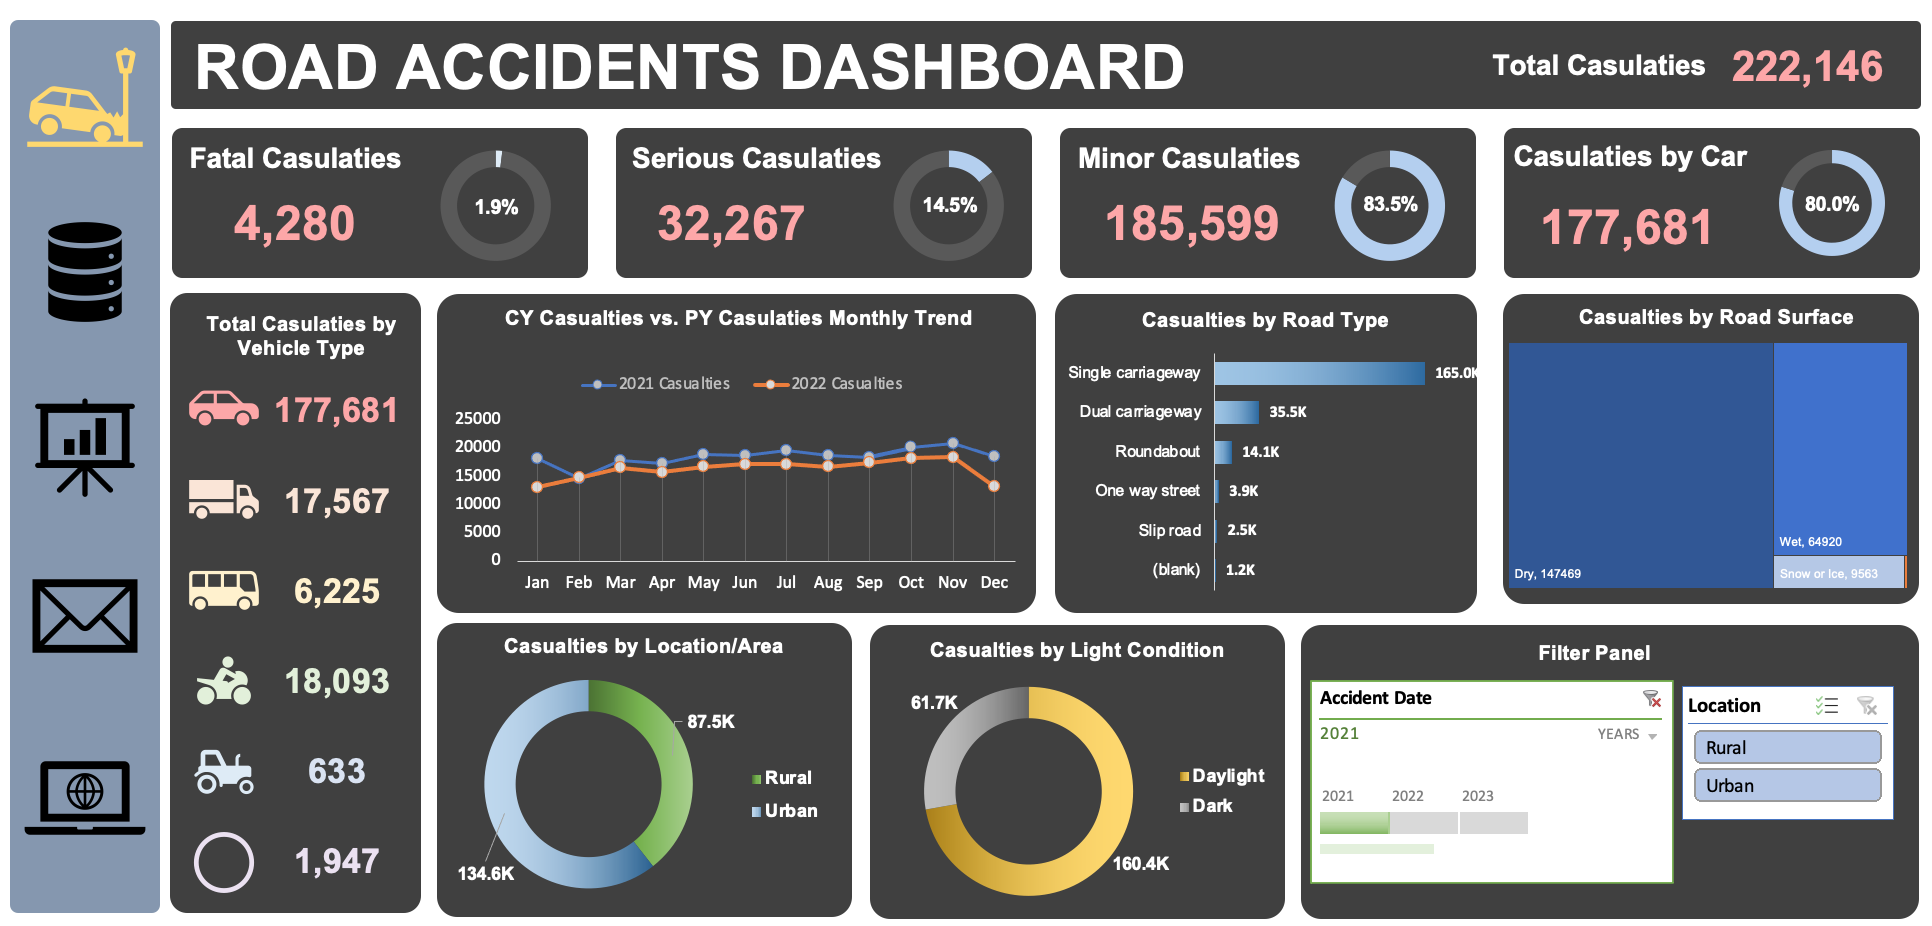 ROAD ACCIDENTS DASHBOARD
Total Casulaties 222,146
Fatal Casulaties
4,280
1.9%
Serious Casulaties
32,267
14.5%
Minor Casulaties
185,599
83.5%
Casulaties by Car
177,681
80.0%
Total Casulaties by
Vehicle Type
177,681
17,567
6,225
18,093
633
1,947
CY Casualties vs. PY Casulaties Monthly Trend
2021 Casualties
2022 Casualties
25000
20000
15000
10000
5000
0
Jan Feb Mar Apr May Jun Jul Aug Sep Oct Nov Dec
Casualties by Road Type
Single carriageway 165.0K
Dual carriageway 35.5K
Roundabout 14.1K
One way street 3.9K
Slip road 2.5K
(blank) 1.2K
Casualties by Road Surface
Wet, 64920
Dry, 147469
Snow or Ice, 9563
Casualties by Location/Area
87.5K
134.6K
Rural
Urban
Casualties by Light Condition
61.7K
160.4K
Daylight
Dark
Filter Panel
Accident Date
2021
YEARS
2021 2022 2023
Location
Rural
Urban